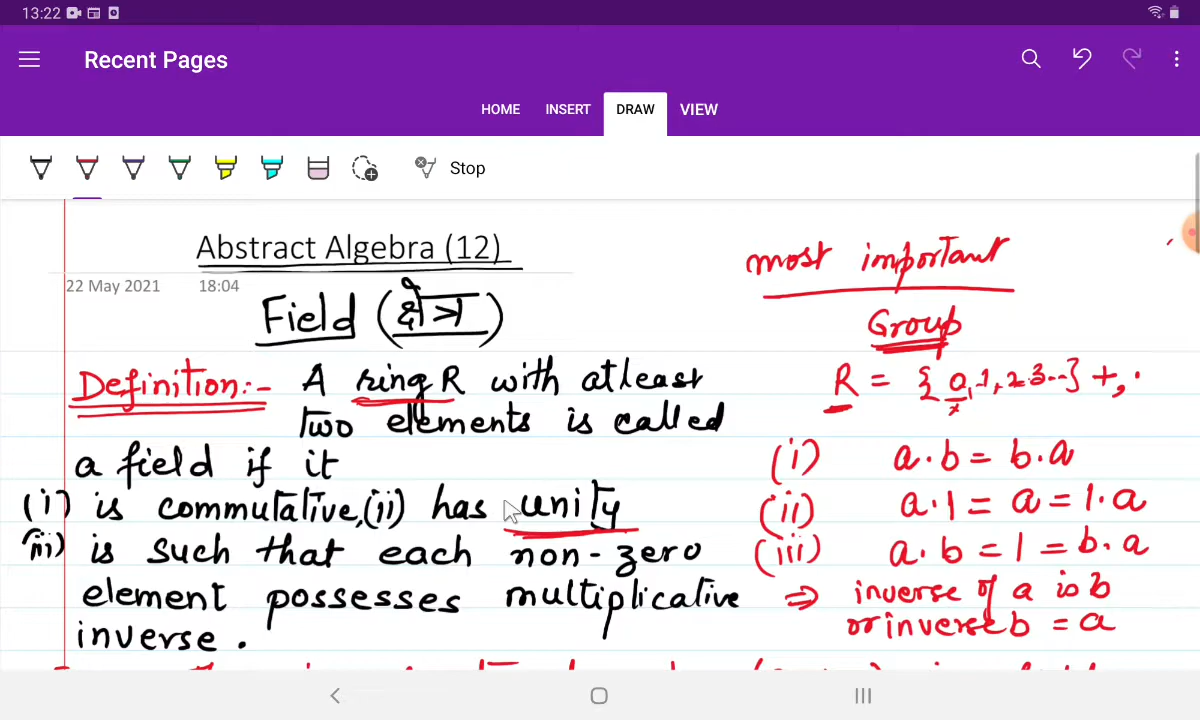 13:22
Recent Pages
HOME INSERT DRAW VIEW
Stop
Abstract Algebra (12)
22 May 2021 18:04
Field (क्षेत्र)
Definition:- A ring R with atleast
two elements is called
a field if it
(i) is commutative, (ii) has unity
(iii) is such that each non-zero
element possesses multiplicative
inverse.
most important
Group
R = {0,1,2,3...} +, ·
(i) a·b = b·a
(ii) a·1 = a = 1·a
(iii) a·b = 1 = b·a
⇒ inverse of a is b
or inverse b = a